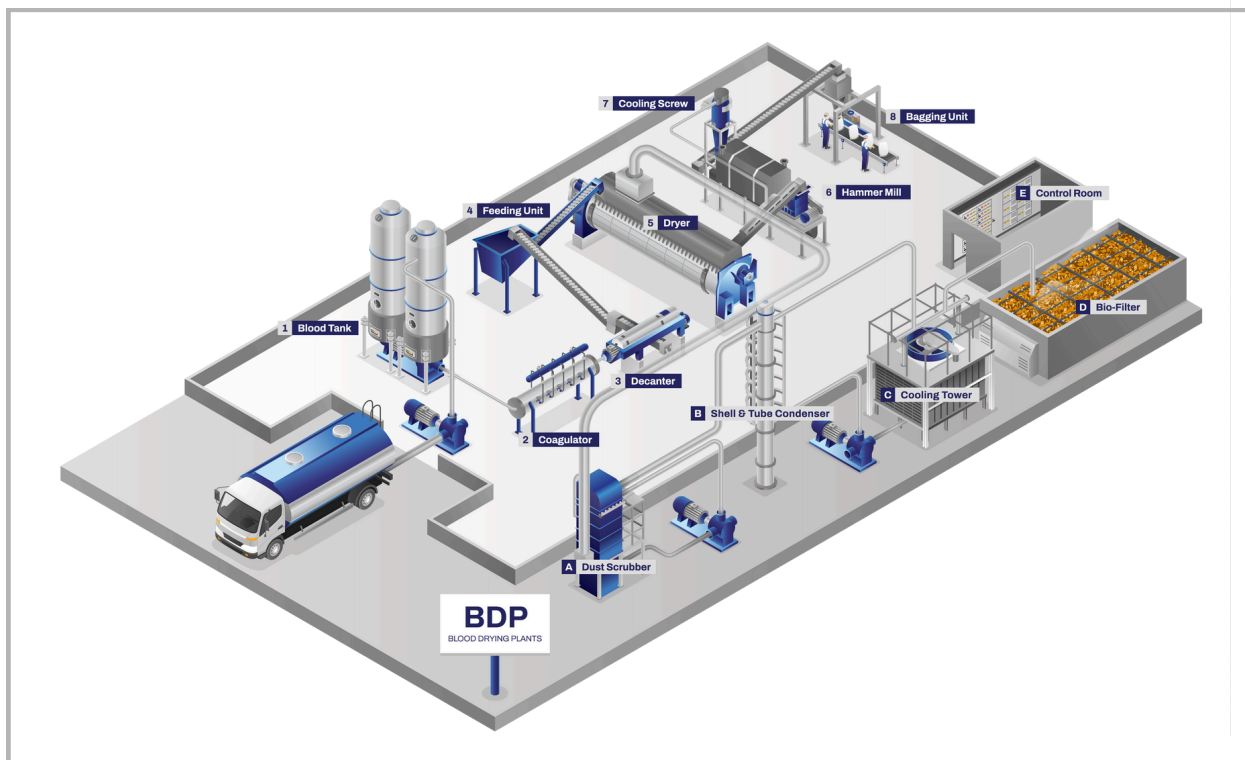 7 Cooling Screw
8 Bagging Unit
6 Hammer Mill
E Control Room
4 Feeding Unit
5 Dryer
D Bio-Filter
1 Blood Tank
3 Decanter
C Cooling Tower
B Shell & Tube Condenser
2 Coagulator
A Dust Scrubber
BDP
BLOOD DRYING PLANTS